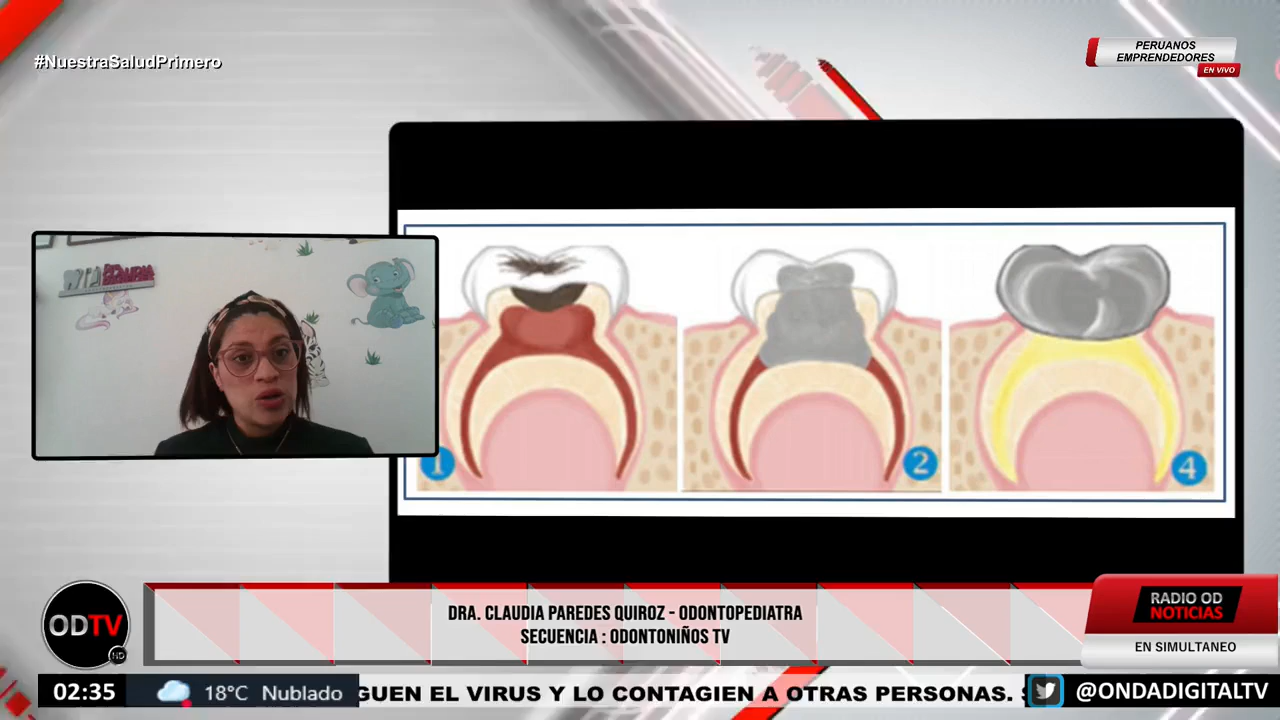 #NuestraSaludPrimero
PERUANOS
EMPRENDEDORES
EN VIVO
1
2
4
ODTV
HD
DRA. CLAUDIA PAREDES QUIROZ - ODONTOPEDIATRA
SECUENCIA : ODONTONIÑOS TV
RADIO OD
NOTICIAS
EN SIMULTANEO
02:35
18°C Nublado
GUEN EL VIRUS Y LO CONTAGIEN A OTRAS PERSONAS.
@ONDADIGITALTV